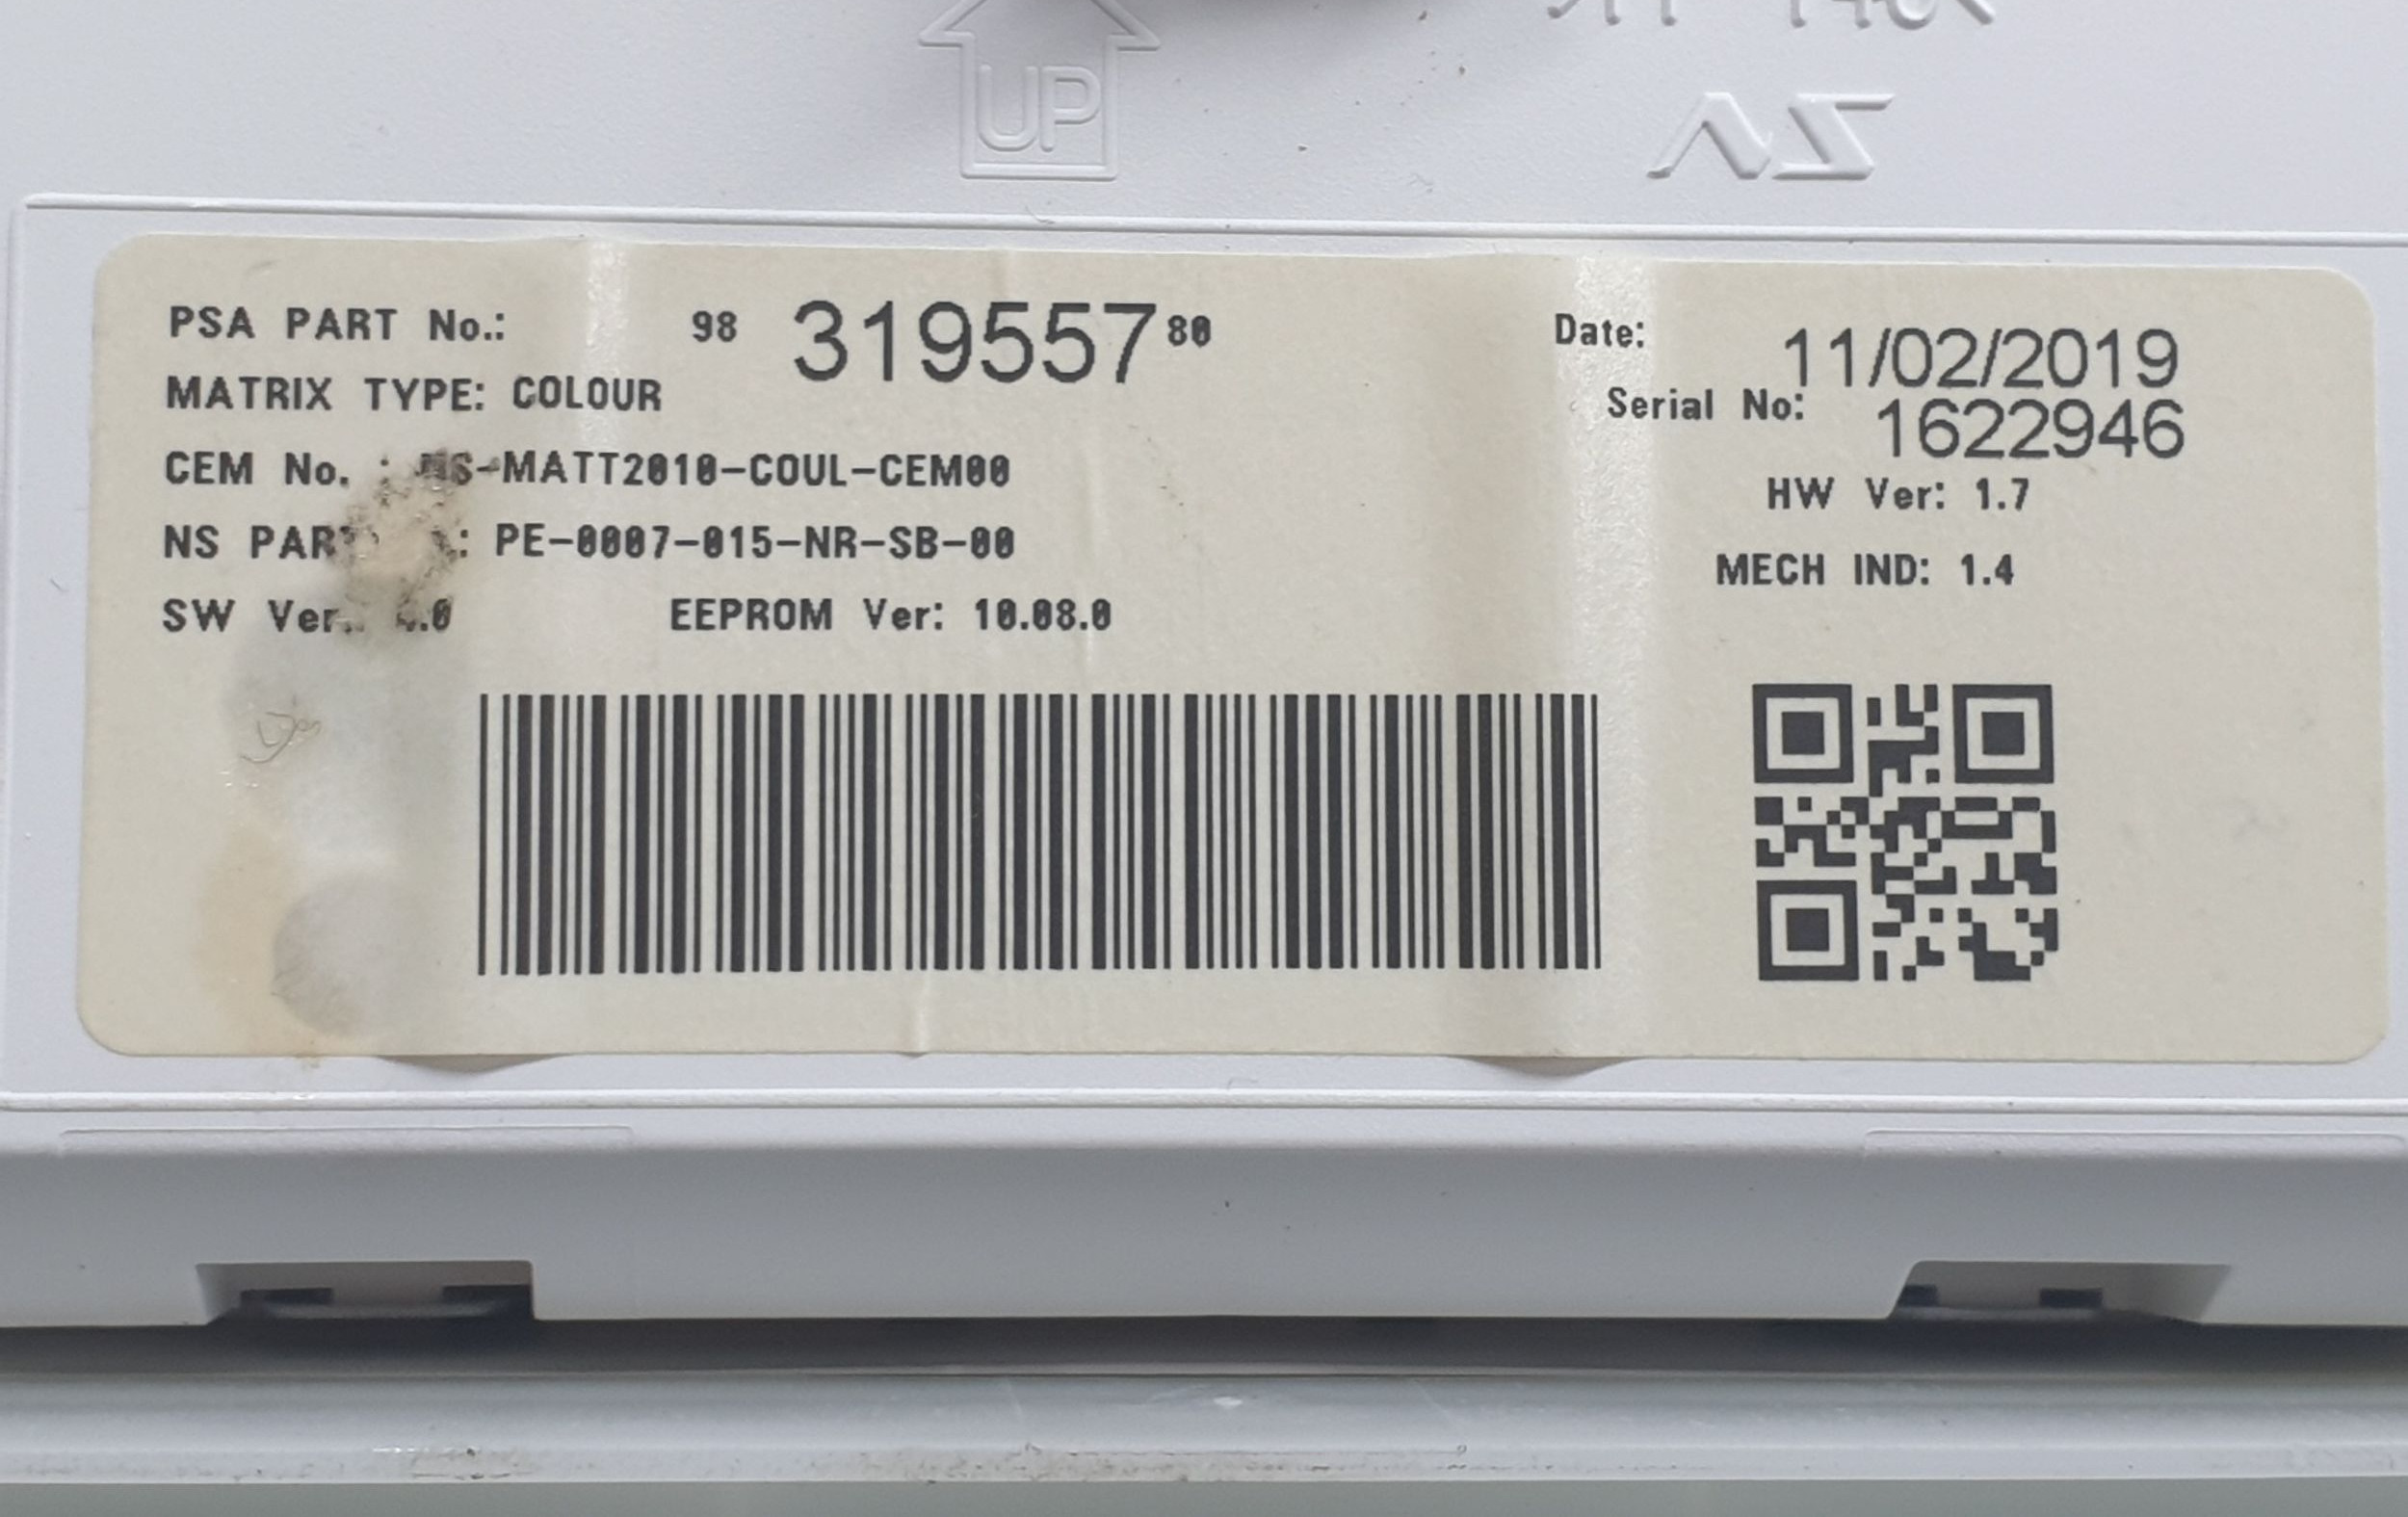 UP
NS
PSA PART No.: 98 319557 80
MATRIX TYPE: COLOUR
CEM No. : -MATT2010-COUL-CEM00
NS PART : PE-0007-015-NR-SB-00
SW Ver. EEPROM Ver: 10.08.0
Date: 11/02/2019
Serial No: 1622946
HW Ver: 1.7
MECH IND: 1.4